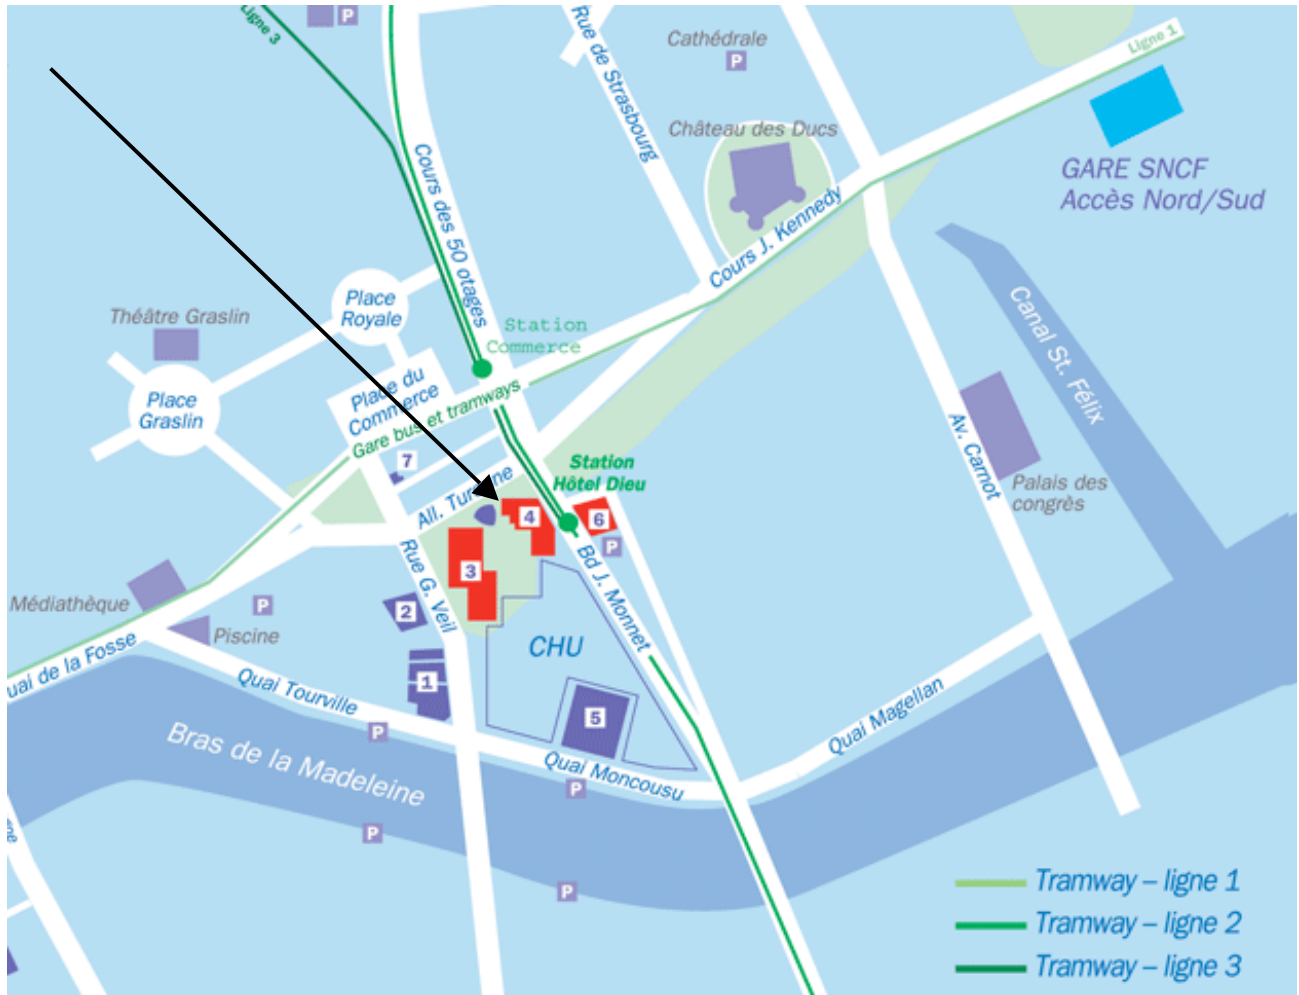 Ligne 3
P
Rue de Strasbourg
Cathédrale
P
Ligne 1
Château des Ducs
GARE SNCF
Accès Nord/Sud
Cours des 50 otages
Cours J. Kennedy
Place
Royale
Théâtre Graslin
Station
Commerce
Canal St. Félix
Place du
Commerce
Place
Graslin
Gare bus et tramways
Av. Carnot
7
Station
Hôtel Dieu
All. Turenne
Palais des
congrès
4
6
P
Rue G. Veil
Bd J. Monnet
3
Médiathèque
P
2
Piscine
CHU
Quai de la Fosse
1
Quai Tourville
5
Quai Magellan
P
Bras de la Madeleine
Quai Moncousu
P
P
P
Tramway – ligne 1
Tramway – ligne 2
Tramway – ligne 3